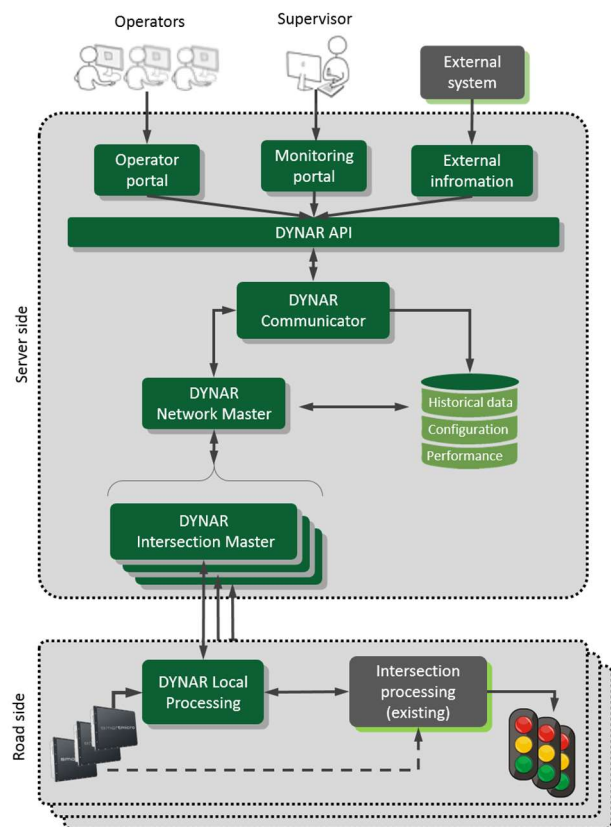 Operators
Supervisor
External
system
Operator
portal
Monitoring
portal
External
infromation
DYNAR API
DYNAR
Communicator
Server side
DYNAR
Network Master
Historical data
Configuration
Performance
DYNAR
Intersection Master
DYNAR Local
Processing
Intersection
processing
(existing)
Road side